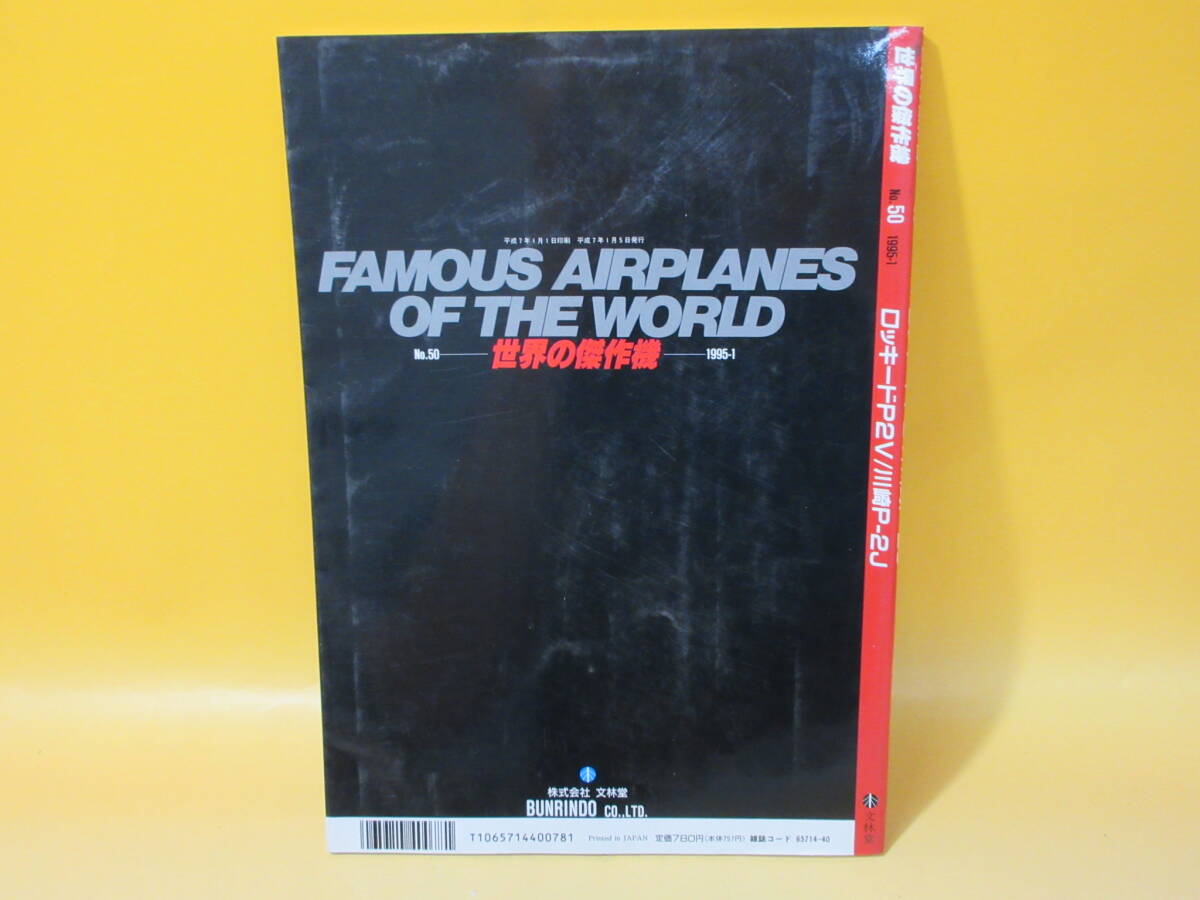 平成7年1月1日印刷 平成7年1月5日発行
FAMOUS AIRPLANES
OF THE WORLD
No.50 世界の傑作機 1995-1
株式会社 文林堂
BUNRINDO CO.,LTD.
T1065714400781 Printed in JAPAN 定価780円(本体757円) 雑誌コード 65714-40
世界の傑作機 No.50 1995-1 ロッキードP2V/川崎P-2J 文林堂